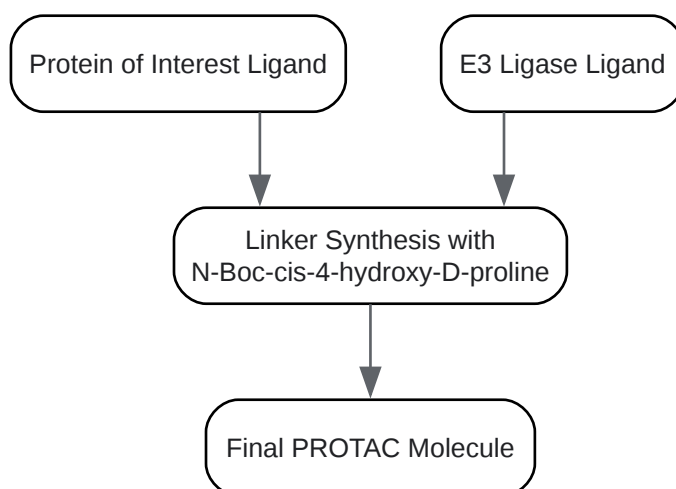 Protein of Interest Ligand
E3 Ligase Ligand
Linker Synthesis with
N-Boc-cis-4-hydroxy-D-proline
Final PROTAC Molecule